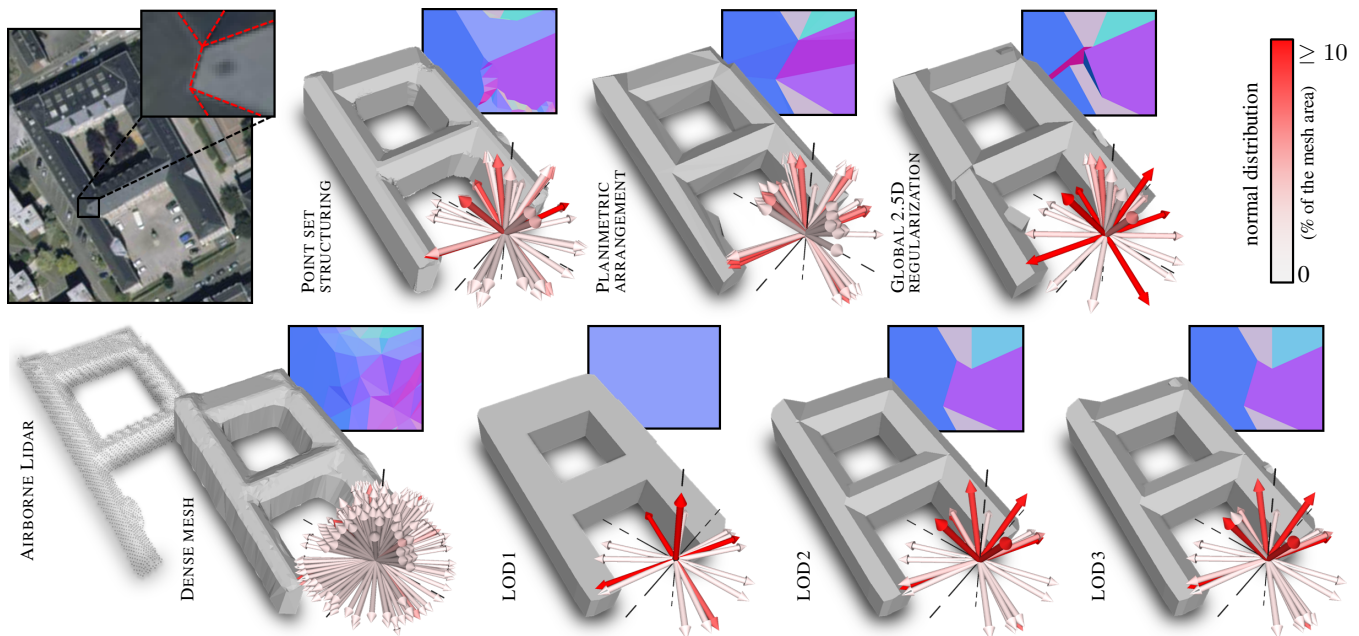 POINT SET
STRUCTURING
PLANIMETRIC
ARRANGEMENT
GLOBAL 2.5D
REGULARIZATION
≥ 10
0
normal distribution
(% of the mesh area)
AIRBORNE LIDAR
DENSE MESH
LOD1
LOD2
LOD3